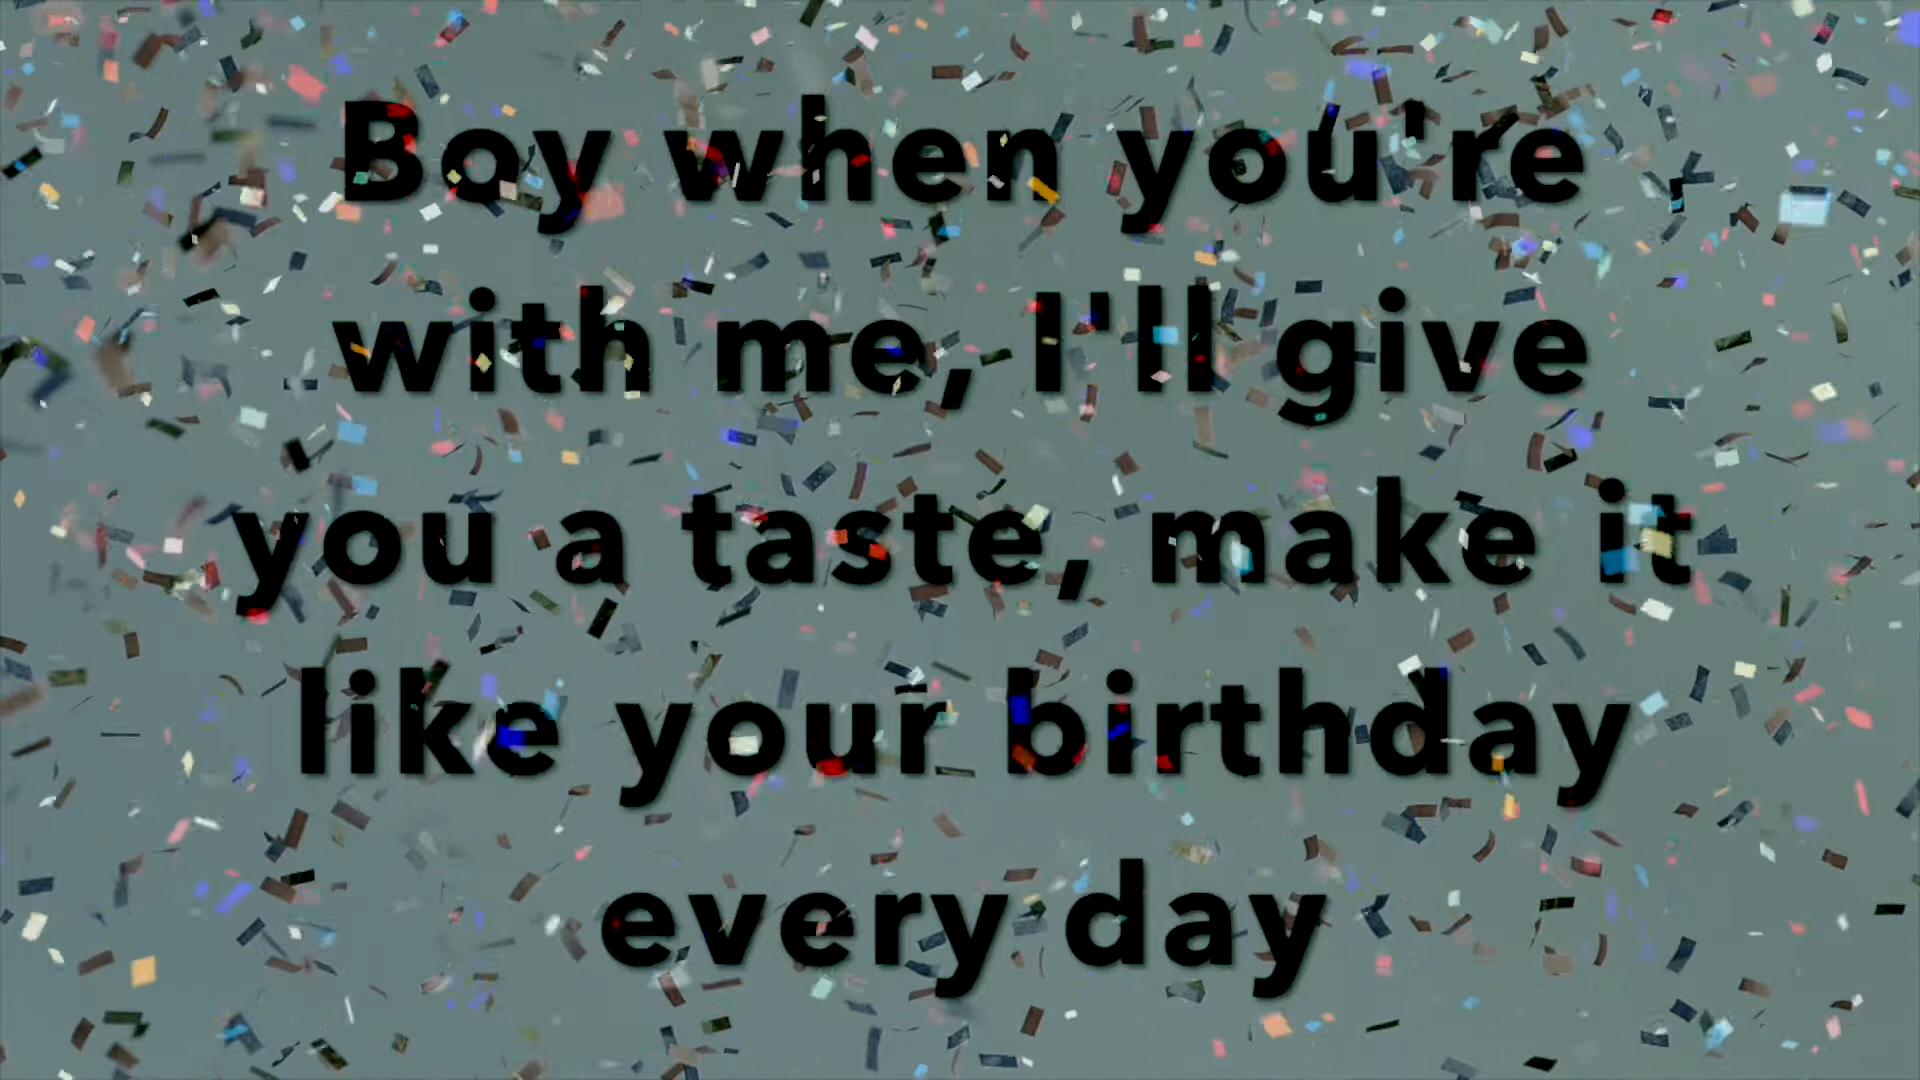 Boy when you're
with me, I'll give
you a taste, make it
like your birthday
every day